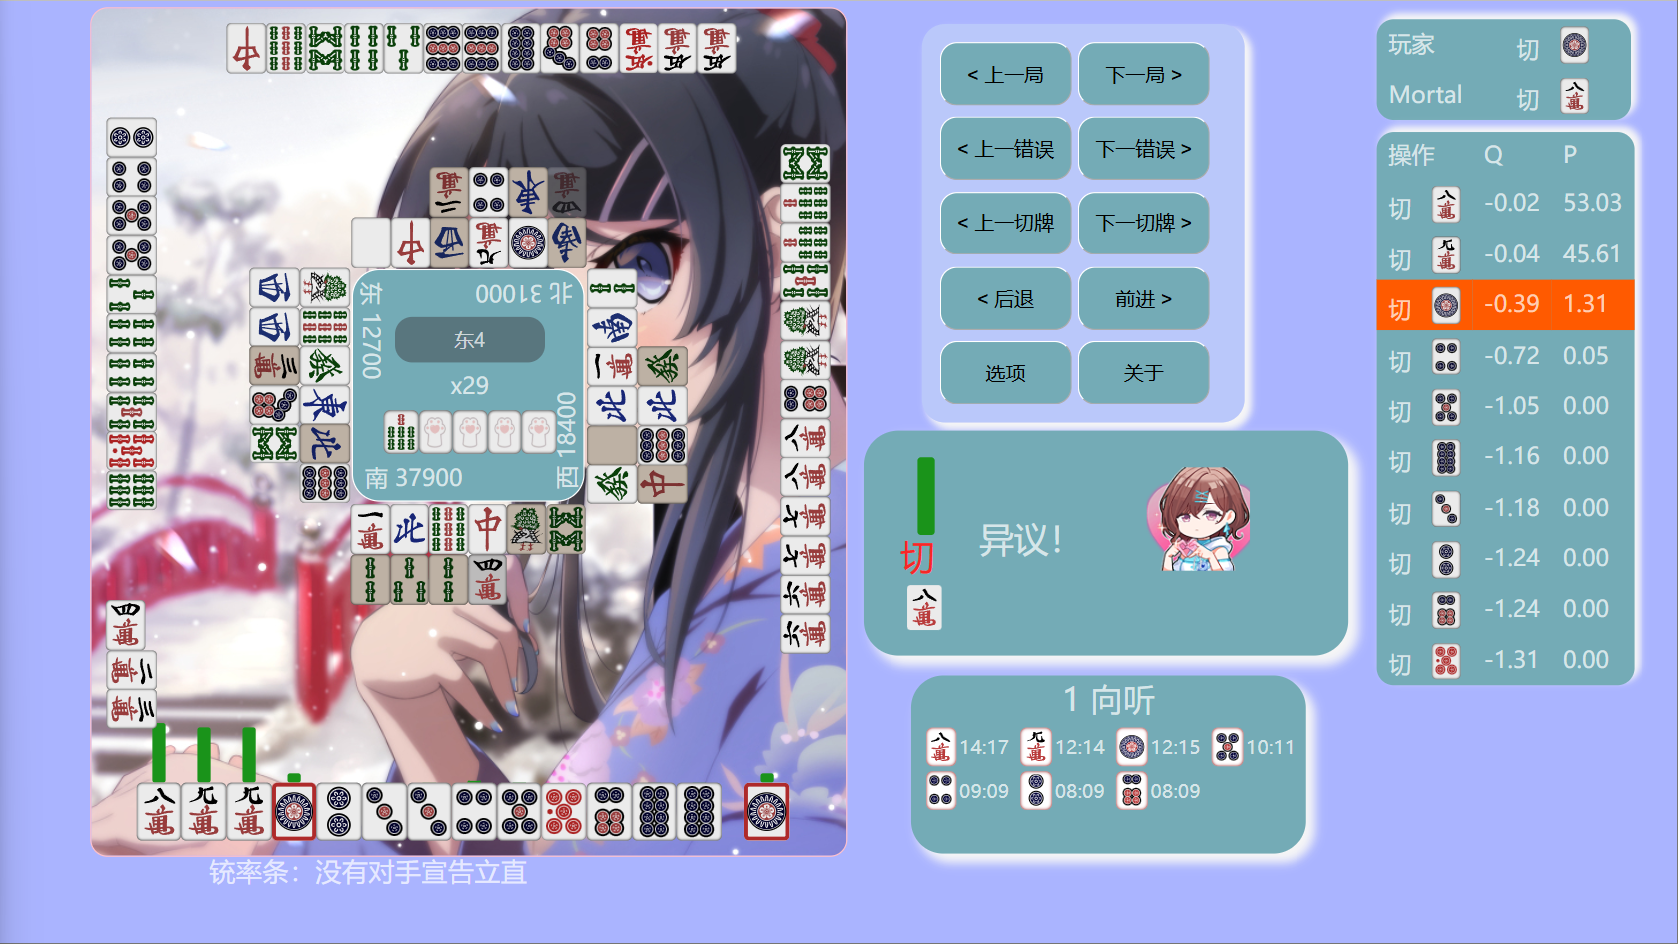 < 上一局
下一局 >
< 上一错误
下一错误 >
< 上一切牌
下一切牌 >
< 后退
前进 >
选项
关于
玩家 切
Mortal 切
操作 Q P
切 -0.02 53.03
切 -0.04 45.61
切 -0.39 1.31
切 -0.72 0.05
切 -1.05 0.00
切 -1.16 0.00
切 -1.18 0.00
切 -1.24 0.00
切 -1.24 0.00
切 -1.31 0.00
北 31000
东 12700
东4
x29
西 18400
南 37900
切
异议！
1 向听
14:17 12:14 12:15 10:11
09:09 08:09 08:09
铳率条：没有对手宣告立直